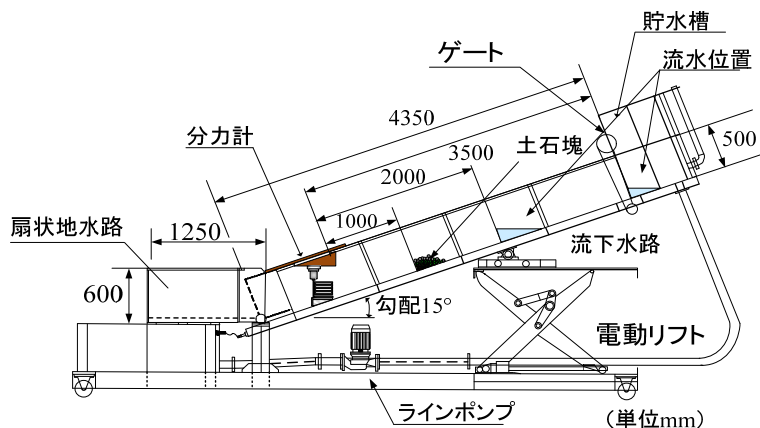 貯水槽
ゲート
流水位置
4350
分力計
土石塊
500
3500
2000
扇状地水路
1250
1000
流下水路
600
勾配15°
電動リフト
ラインポンプ
（単位mm）